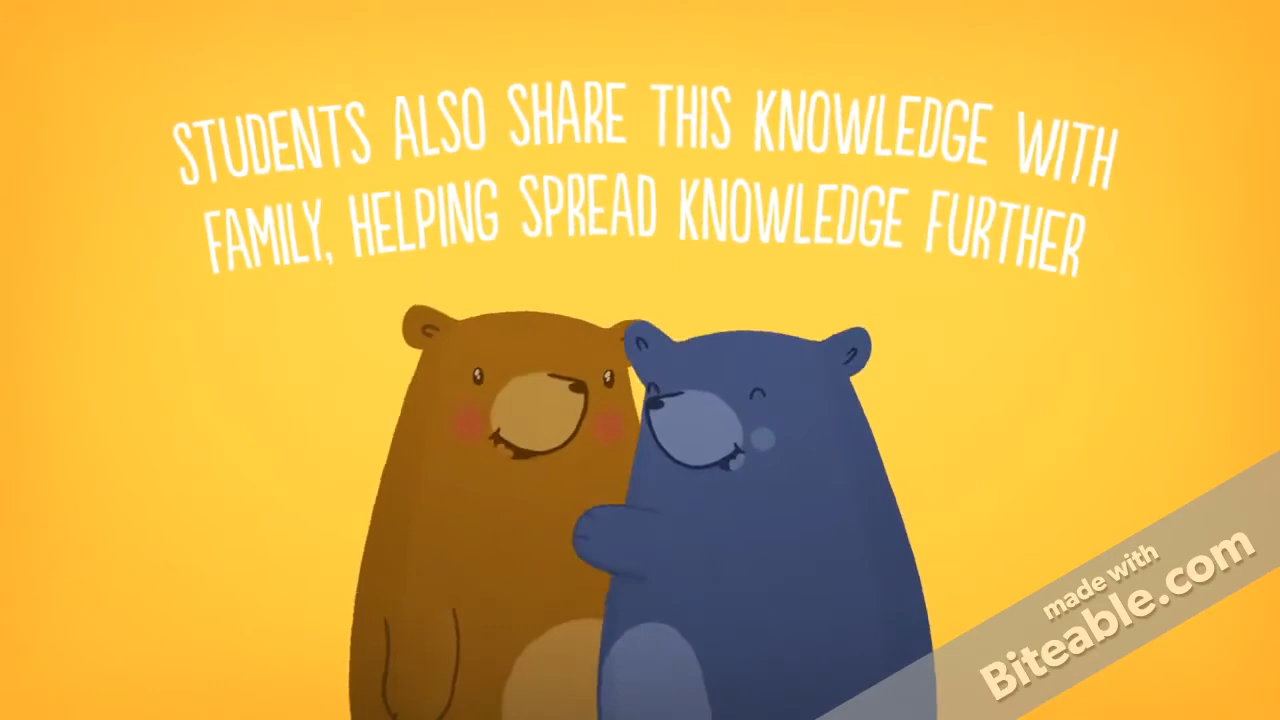 STUDENTS ALSO SHARE THIS KNOWLEDGE WITH
FAMILY, HELPING SPREAD KNOWLEDGE FURTHER
made with
Biteable.com